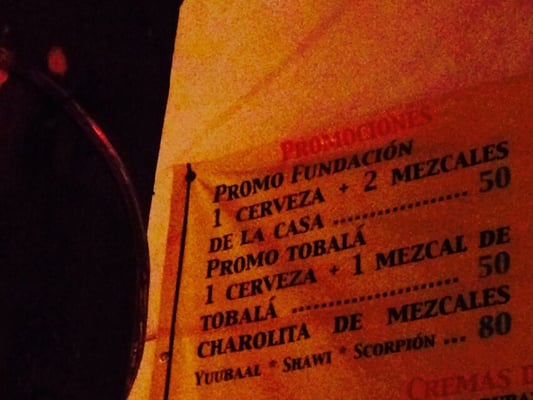 PROMOCIONES
PROMO FUNDACIÓN
1 CERVEZA + 2 MEZCALES
DE LA CASA .................. 50
PROMO TOBALÁ
1 CERVEZA + 1 MEZCAL DE
TOBALÁ ...................... 50
CHAROLITA DE MEZCALES
YUUBAAL * SHAWI * SCORPIÓN ... 80
CREMAS